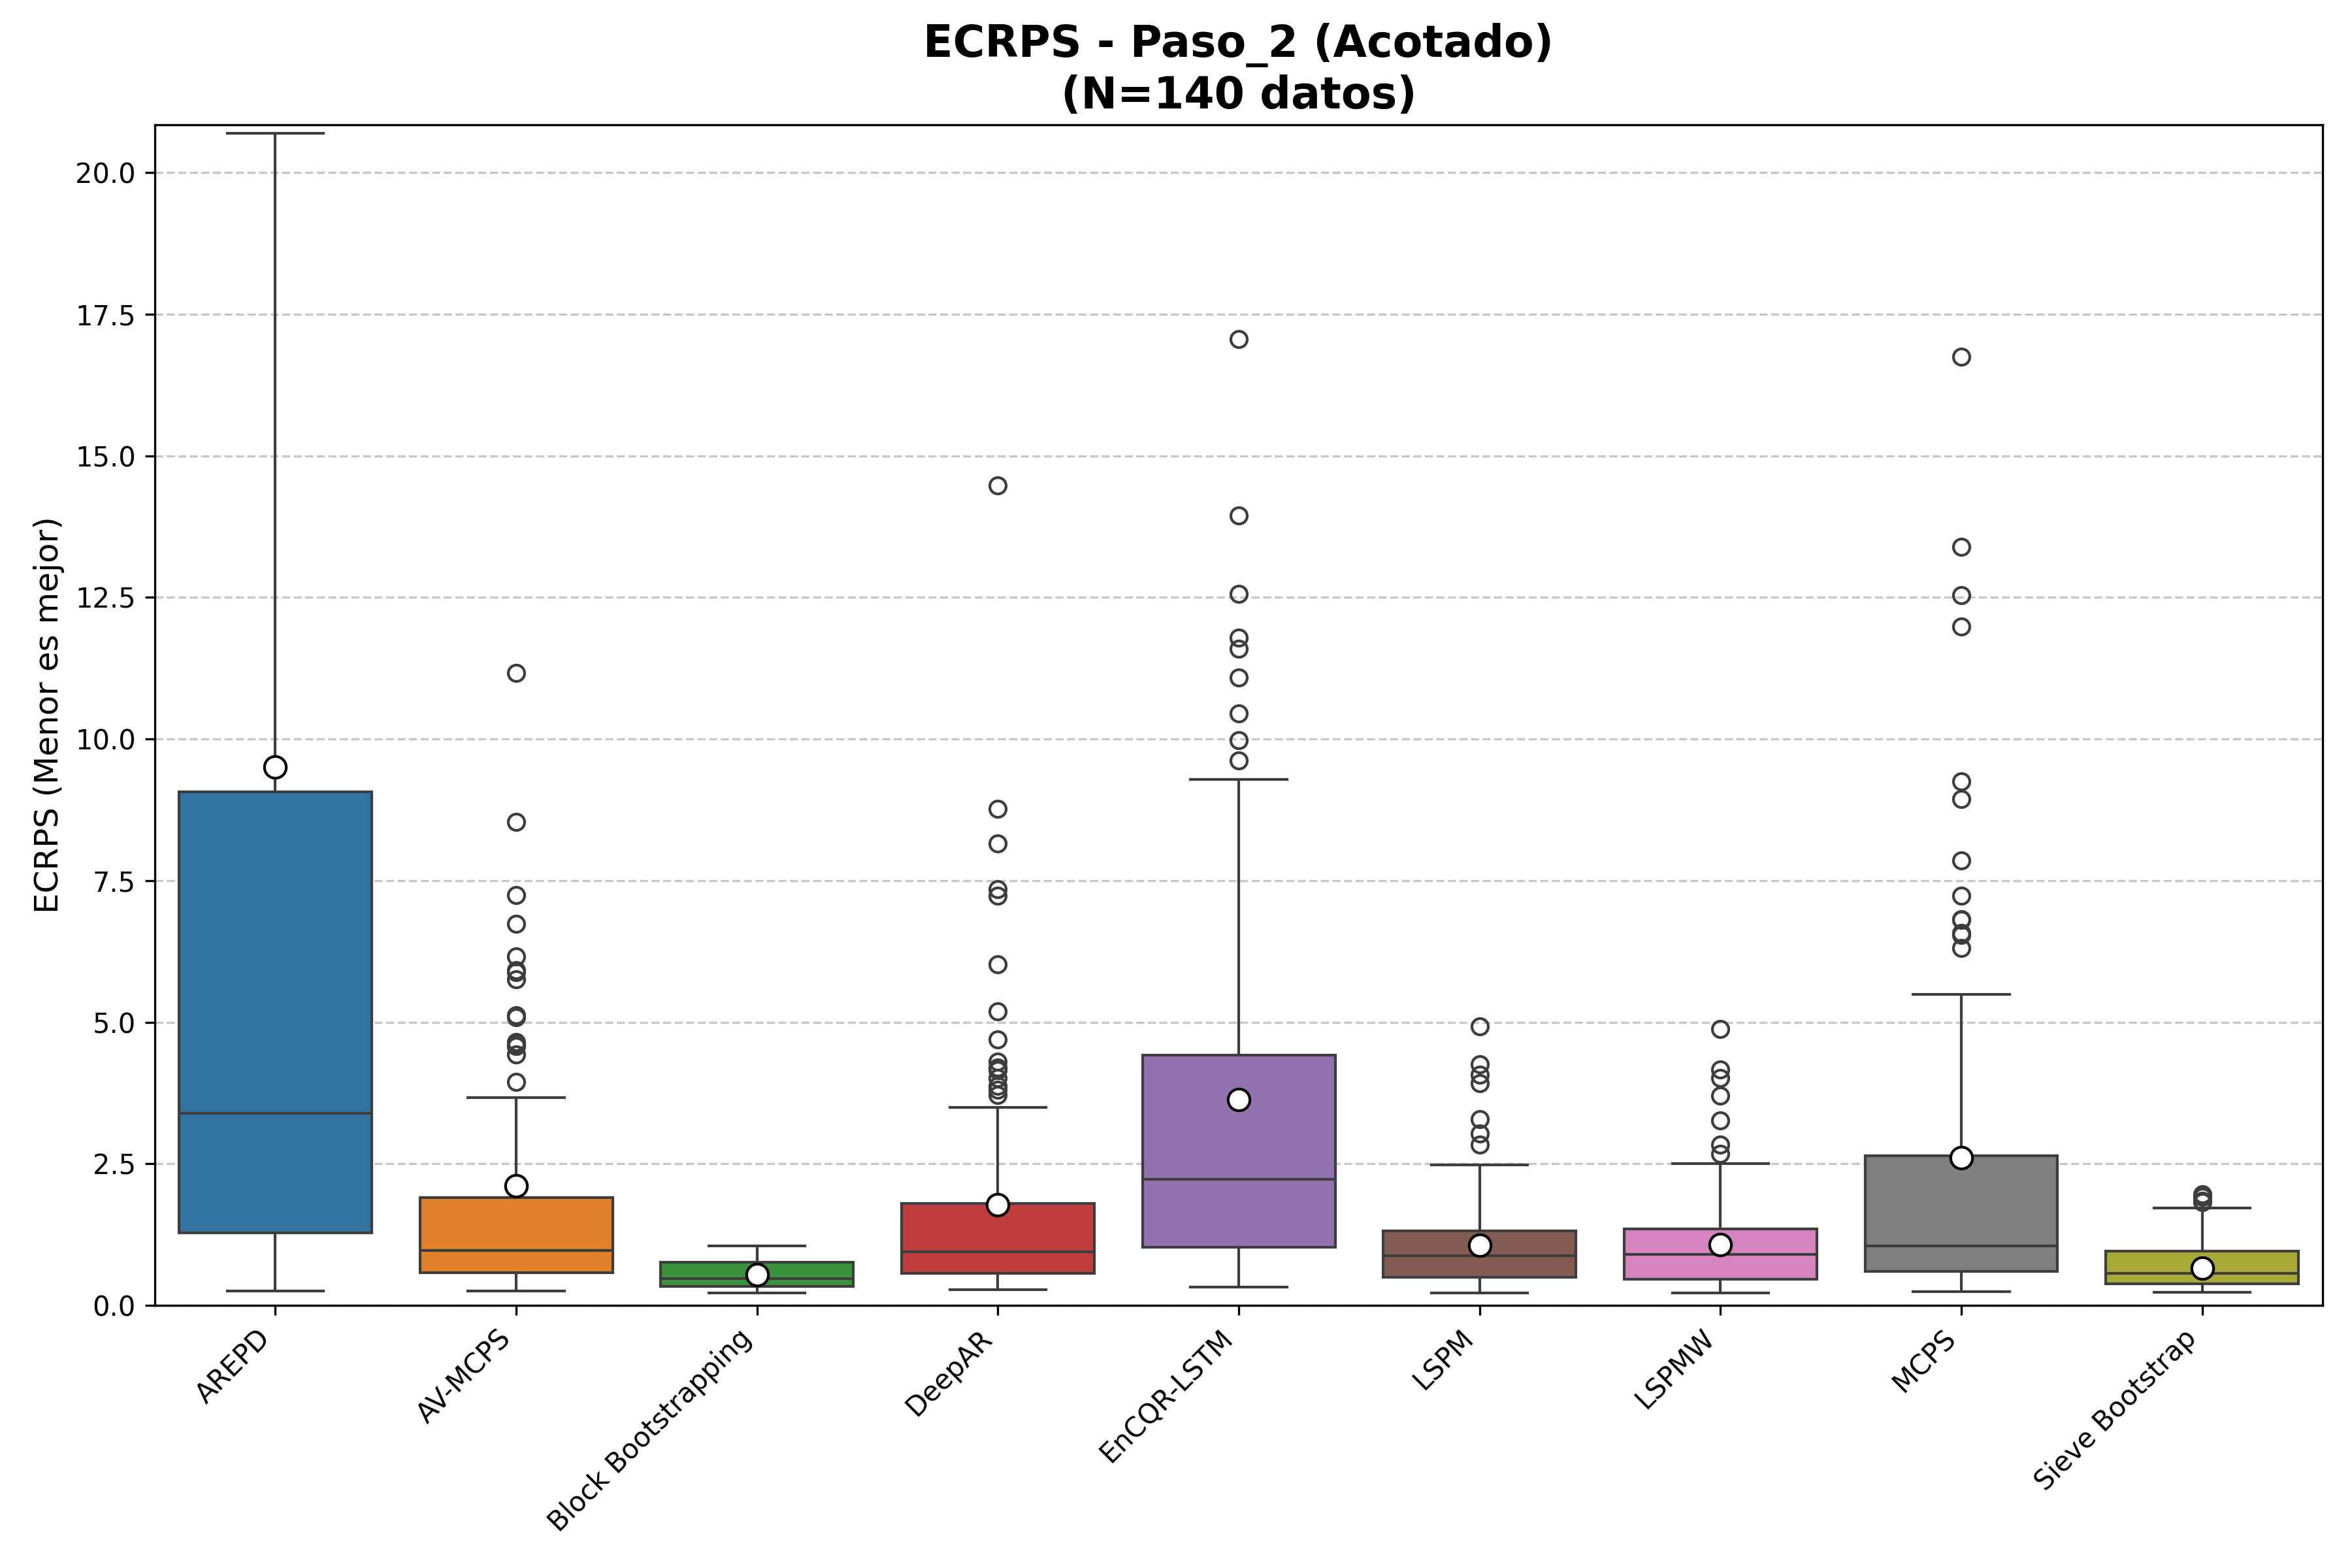 ECRPS - Paso_2 (Acotado)
(N=140 datos)
ECRPS (Menor es mejor)
20.0
17.5
15.0
12.5
10.0
7.5
5.0
2.5
0.0
AREPD
AV-MCPS
Block Bootstrapping
DeepAR
EnCQR-LSTM
LSPM
LSPMW
MCPS
Sieve Bootstrap